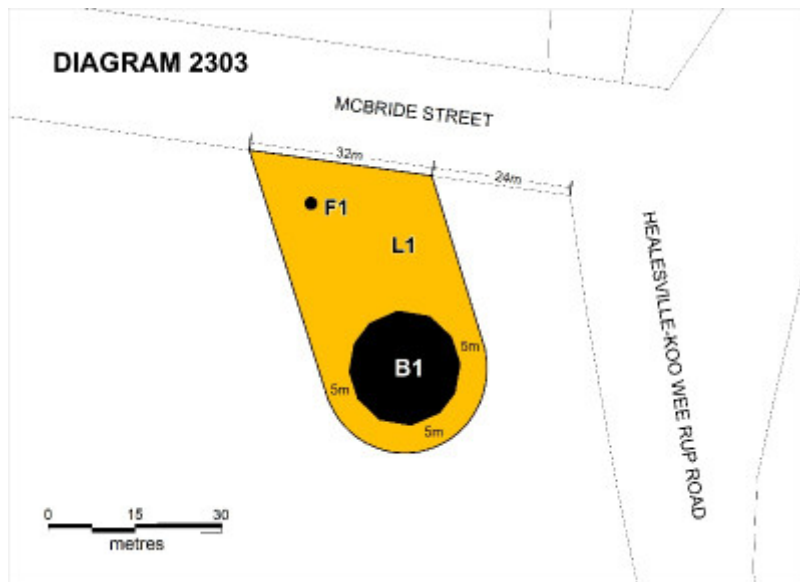 DIAGRAM 2303
MCBRIDE STREET
32m
24m
F1
L1
HEALESVILLE-KOO WEE RUP ROAD
5m
B1
5m
5m
0 15 30
metres